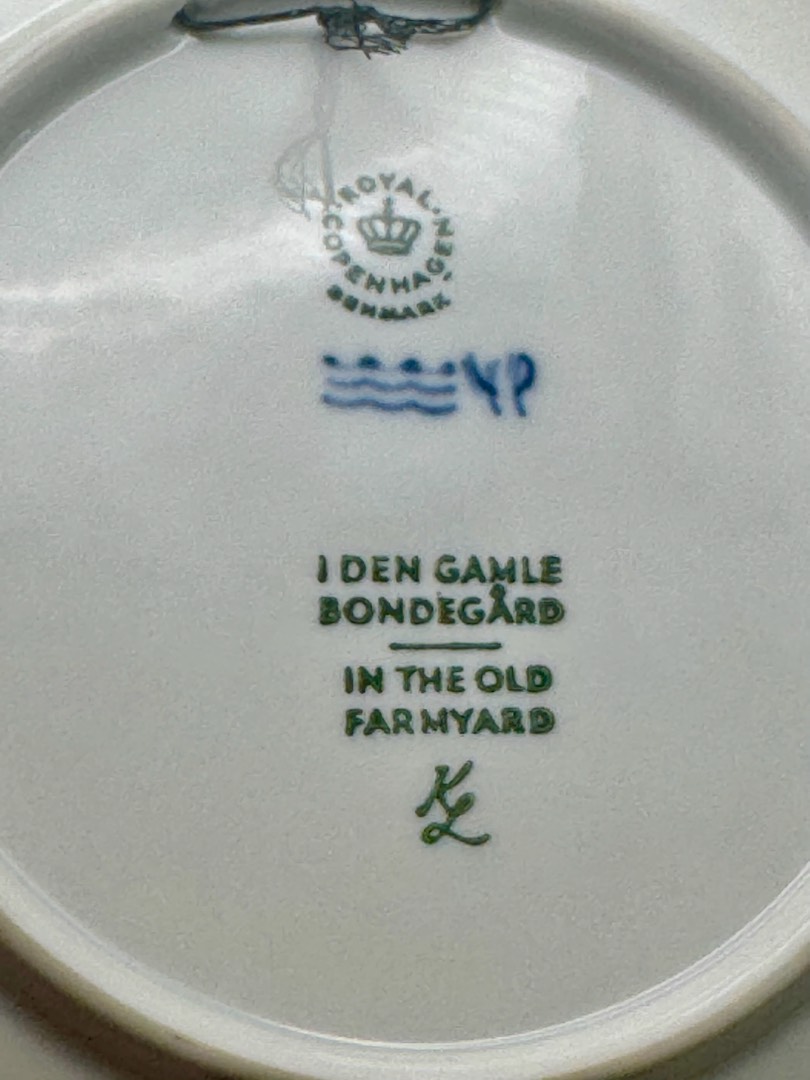 ROYAL
COPENHAGEN
DENMARK
I DEN GAMLE
BONDEGÅRD
IN THE OLD
FARMYARD
KL